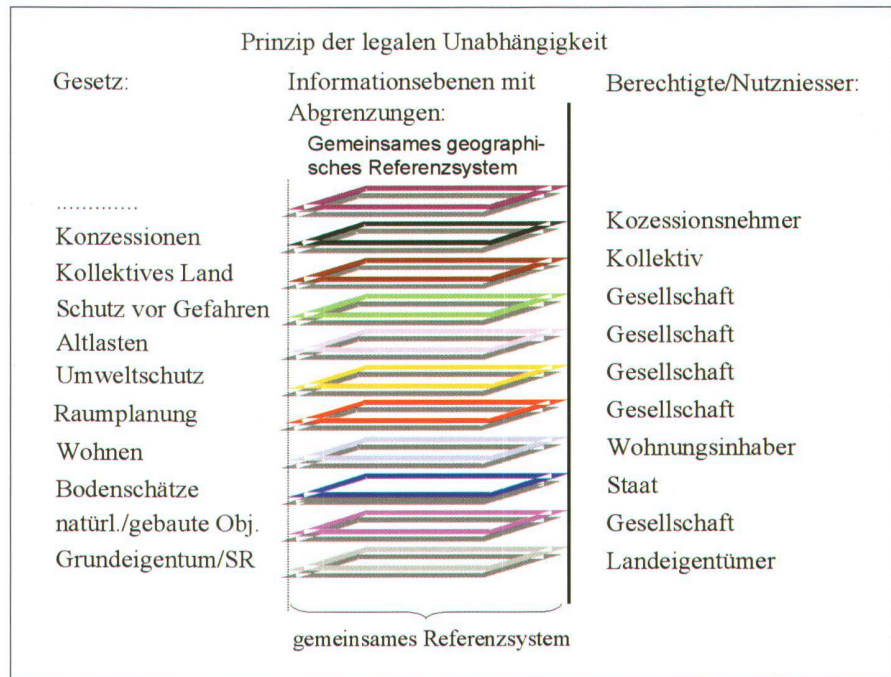 Prinzip der legalen Unabhängigkeit
Gesetz:
Informationsebenen mit
Abgrenzungen:
Berechtigte/Nutzniesser:
Gemeinsames geographi-
sches Referenzsystem
.............
Konzessionen
Kozessionsnehmer
Kollektives Land
Kollektiv
Schutz vor Gefahren
Gesellschaft
Altlasten
Gesellschaft
Umweltschutz
Gesellschaft
Raumplanung
Gesellschaft
Wohnen
Wohnungsinhaber
Bodenschätze
Staat
natürl./gebaute Obj.
Gesellschaft
Grundeigentum/SR
Landeigentümer
gemeinsames Referenzsystem